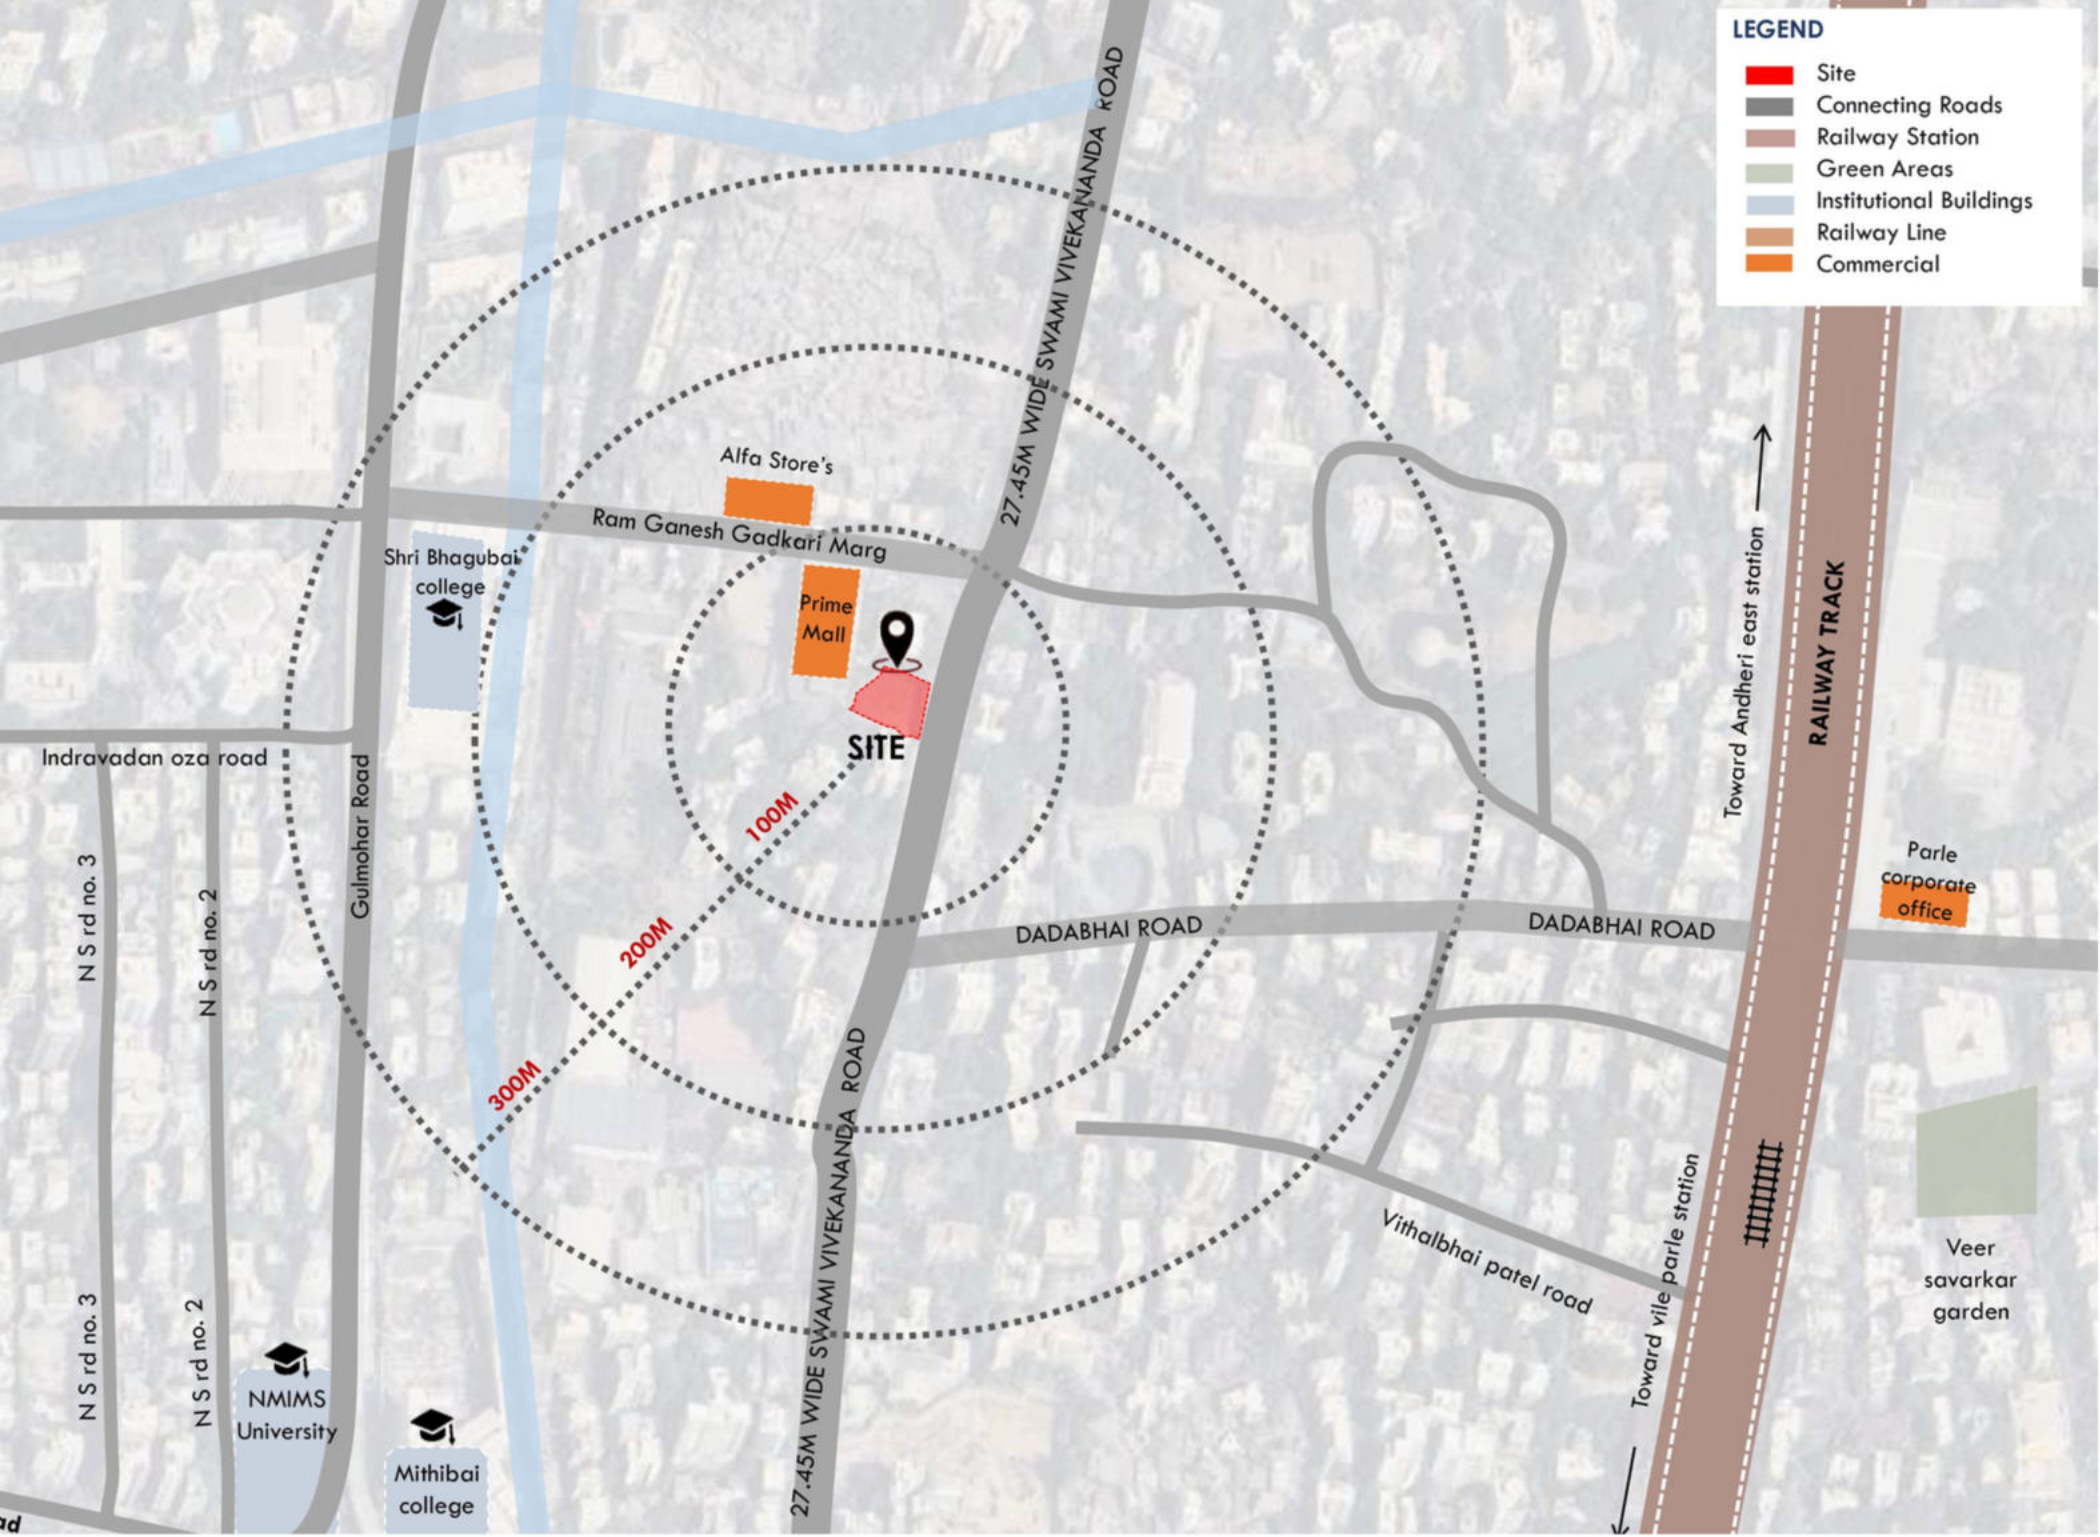 LEGEND
Site
Connecting Roads
Railway Station
Green Areas
Institutional Buildings
Railway Line
Commercial
27.45M WIDE SWAMI VIVEKANANDA ROAD
Alfa Store's
Ram Ganesh Gadkari Marg
Shri Bhagubai
college
Prime
Mall
SITE
Indravadan oza road
Gulmohar Road
100M
200M
300M
N S rd no. 3
N S rd no. 2
DADABHAI ROAD
DADABHAI ROAD
Toward Andheri east station
RAILWAY TRACK
Parle
corporate
office
27.45M WIDE SWAMI VIVEKANANDA ROAD
Vithalbhai patel road
Toward vile parle station
Veer
savarkar
garden
N S rd no. 3
N S rd no. 2
NMIMS
University
Mithibai
college
ad